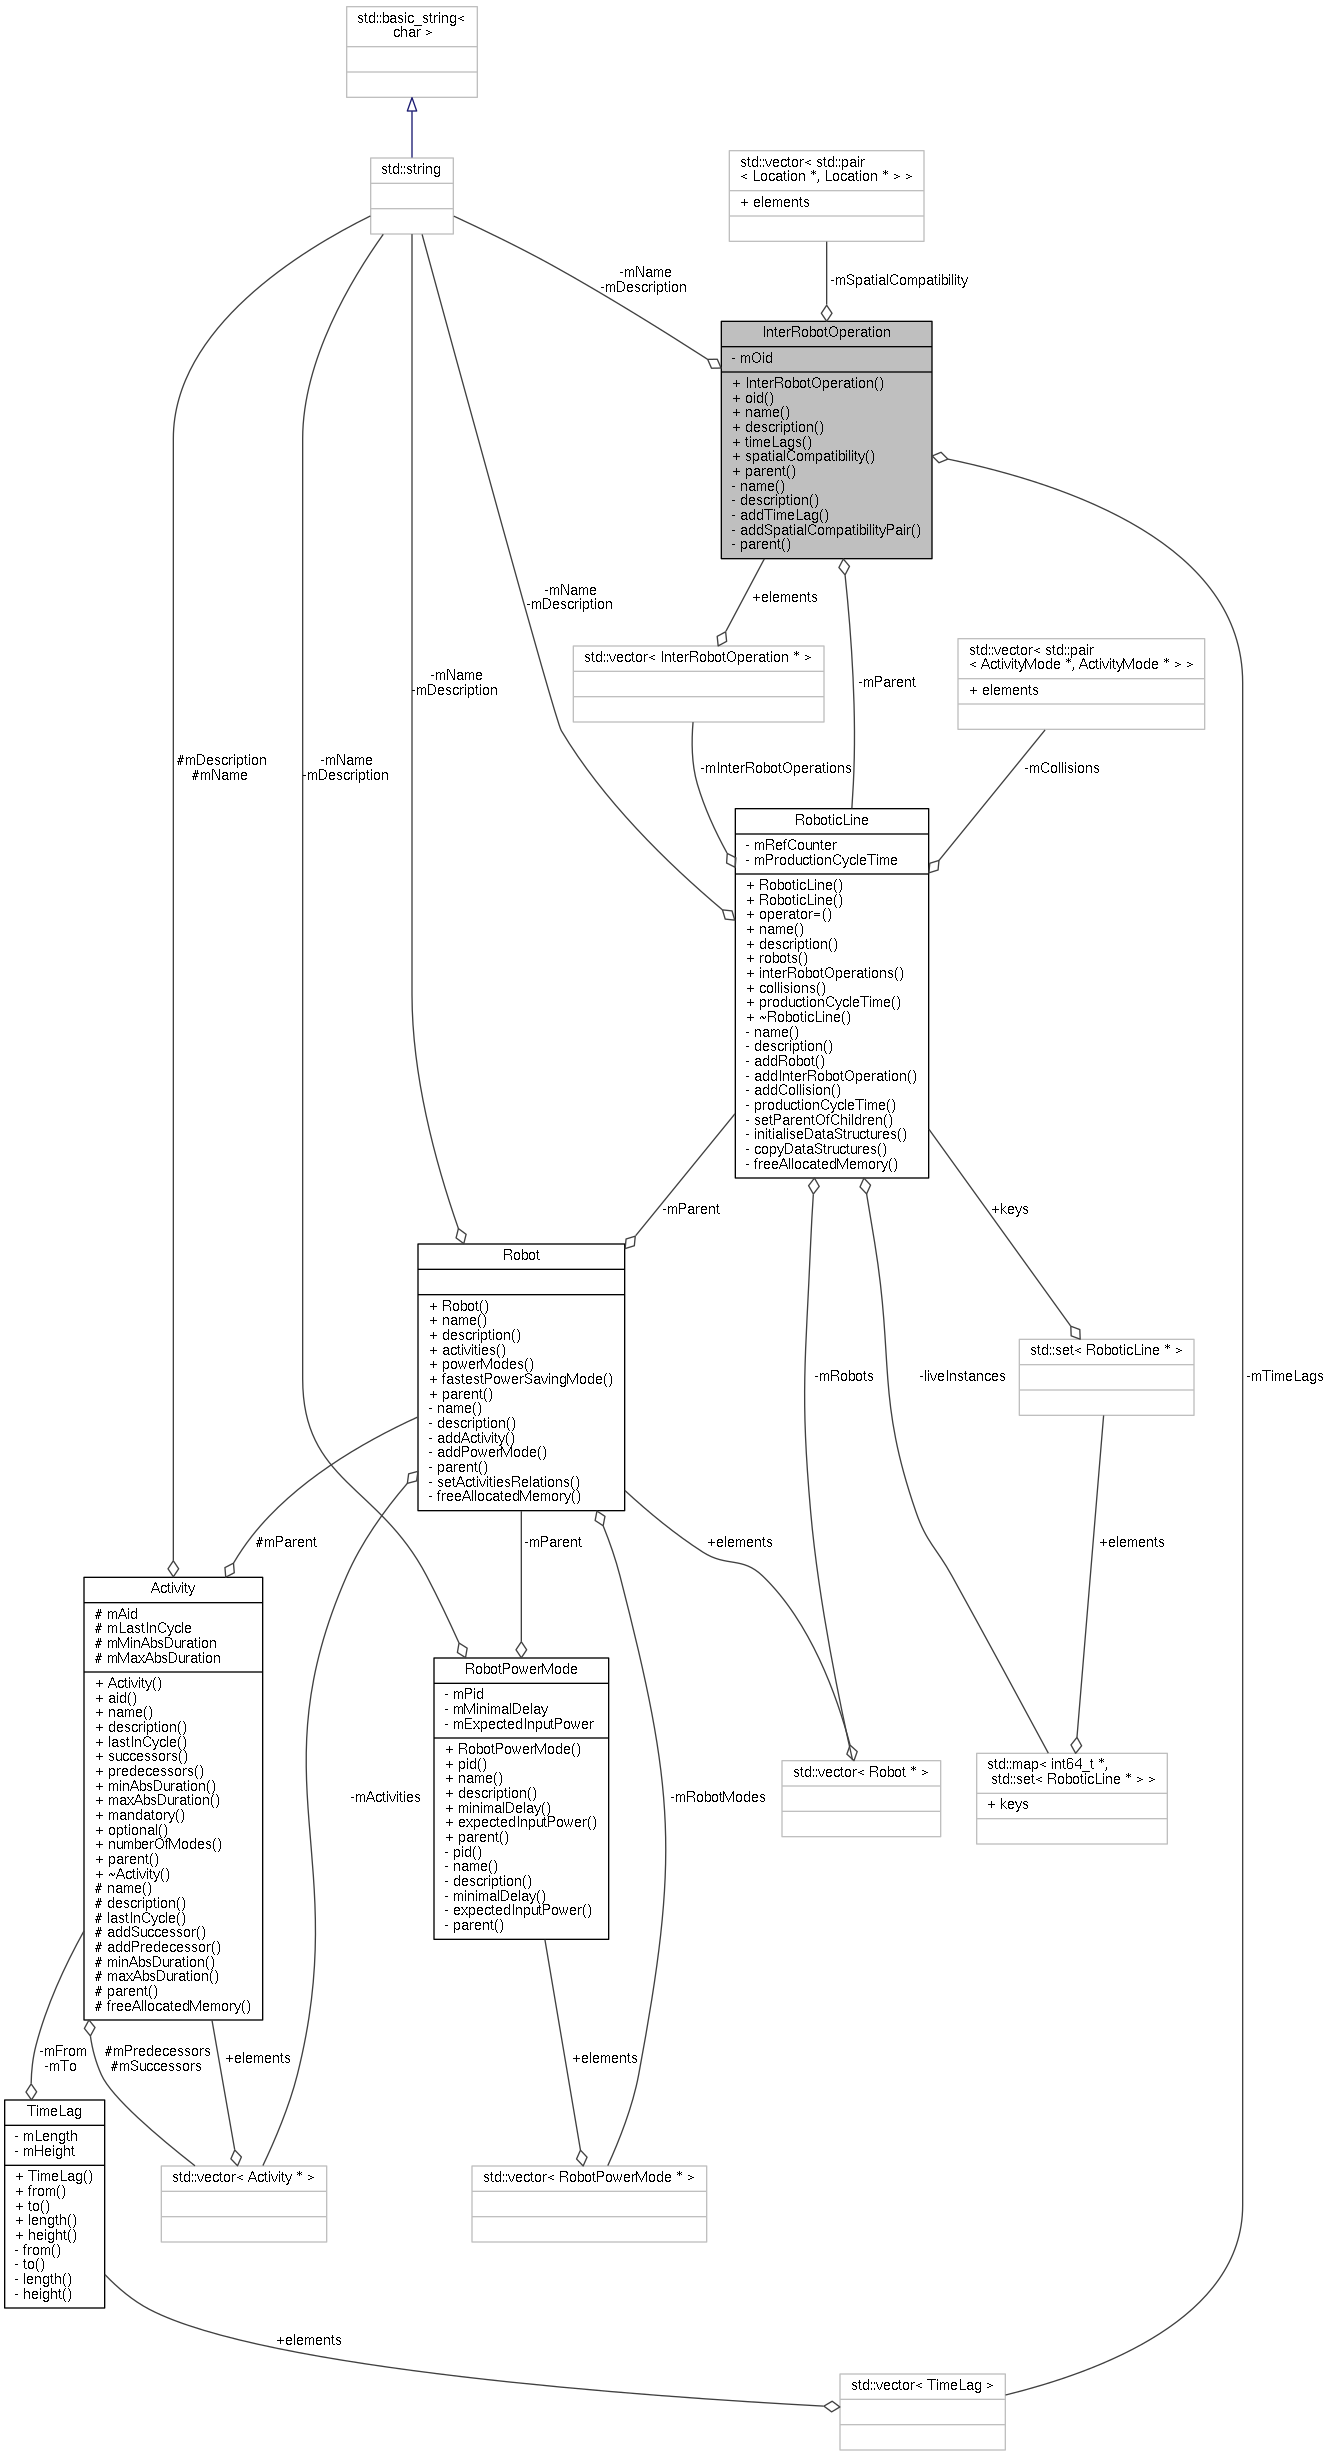 std::basic_string<
char >
std::string
std::vector< std::pair
< Location *, Location * > >
+ elements
-mName
-mDescription
-mSpatialCompatibility
InterRobotOperation
- mOid
+ InterRobotOperation()
+ oid()
+ name()
+ description()
+ timeLags()
+ spatialCompatibility()
+ parent()
- name()
- description()
- addTimeLag()
- addSpatialCompatibilityPair()
- parent()
-mName
-mDescription
+elements
std::vector< InterRobotOperation * >
-mParent
std::vector< std::pair
< ActivityMode *, ActivityMode * > >
+ elements
-mName
-mDescription
#mDescription
#mName
-mName
-mDescription
-mInterRobotOperations
-mCollisions
RoboticLine
- mRefCounter
- mProductionCycleTime
+ RoboticLine()
+ RoboticLine()
+ operator=()
+ name()
+ description()
+ robots()
+ interRobotOperations()
+ collisions()
+ productionCycleTime()
+ ~RoboticLine()
- name()
- description()
- addRobot()
- addInterRobotOperation()
- addCollision()
- productionCycleTime()
- setParentOfChildren()
- initialiseDataStructures()
- copyDataStructures()
- freeAllocatedMemory()
-mParent
+keys
Robot
+ Robot()
+ name()
+ description()
+ activities()
+ powerModes()
+ fastestPowerSavingMode()
+ parent()
- name()
- description()
- addActivity()
- addPowerMode()
- parent()
- setActivitiesRelations()
- freeAllocatedMemory()
std::set< RoboticLine * >
-mRobots
-liveInstances
-mTimeLags
#mParent
-mParent
+elements
+elements
Activity
# mAid
# mLastInCycle
# mMinAbsDuration
# mMaxAbsDuration
+ Activity()
+ aid()
+ name()
+ description()
+ lastInCycle()
+ successors()
+ predecessors()
+ minAbsDuration()
+ maxAbsDuration()
+ mandatory()
+ optional()
+ numberOfModes()
+ parent()
+ ~Activity()
# name()
# description()
# lastInCycle()
# addSuccessor()
# addPredecessor()
# minAbsDuration()
# maxAbsDuration()
# parent()
# freeAllocatedMemory()
RobotPowerMode
- mPid
- mMinimalDelay
- mExpectedInputPower
+ RobotPowerMode()
+ pid()
+ name()
+ description()
+ minimalDelay()
+ expectedInputPower()
+ parent()
- pid()
- name()
- description()
- minimalDelay()
- expectedInputPower()
- parent()
std::vector< Robot * >
std::map< int64_t *,
std::set< RoboticLine * > >
+ keys
-mActivities
-mRobotModes
-mFrom
-mTo
#mPredecessors
#mSuccessors
+elements
+elements
TimeLag
- mLength
- mHeight
+ TimeLag()
+ from()
+ to()
+ length()
+ height()
- from()
- to()
- length()
- height()
std::vector< Activity * >
std::vector< RobotPowerMode * >
+elements
std::vector< TimeLag >